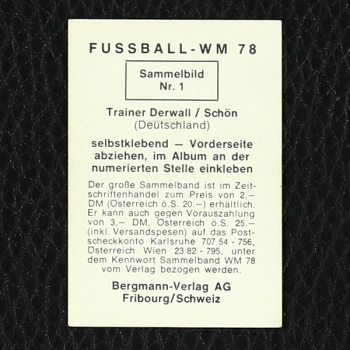 FUSSBALL-WM 78
Sammelbild
Nr. 1
Trainer Derwall / Schön
(Deutschland)
selbstklebend – Vorderseite
abziehen, im Album an der
numerierten Stelle einkleben
Der große Sammelband ist im Zeit-
schriftenhandel zum Preis von 2,–
DM (Österreich ö.S. 20.–) erhältlich.
Er kann auch gegen Vorauszahlung
von 3,– DM, Österreich ö.S. 25.–
(inkl. Versandspesen) auf das Post-
scheckkonto Karlsruhe 707 54 - 756,
Österreich Wien 23 82 - 795, unter
dem Kennwort Sammelband WM 78
vom Verlag bezogen werden.
Bergmann-Verlag AG
Fribourg/Schweiz